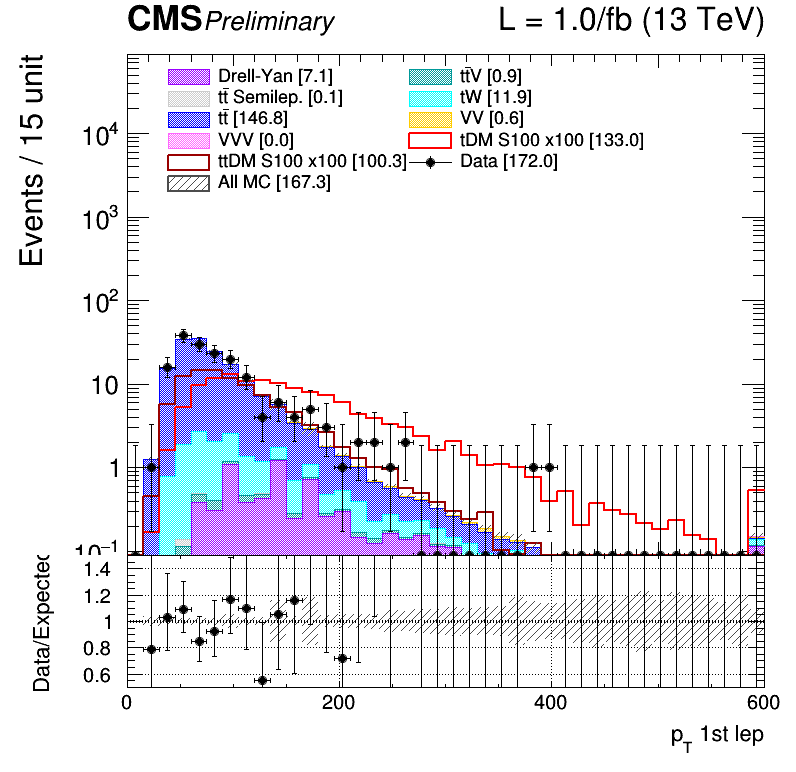 CMS Preliminary L = 1.0/fb (13 TeV)
Events / 15 unit
Drell-Yan [7.1]
tt̄V [0.9]
tt̄ Semilep. [0.1]
tW [11.9]
tt̄ [146.8]
VV [0.6]
VVV [0.0]
tDM S100 x100 [133.0]
ttDM S100 x100 [100.3]
Data [172.0]
All MC [167.3]
10⁴
10³
10²
10
1
10⁻¹
Data/Expected
1.4
1.2
1
0.8
0.6
0 200 400 600
p_T 1st lep